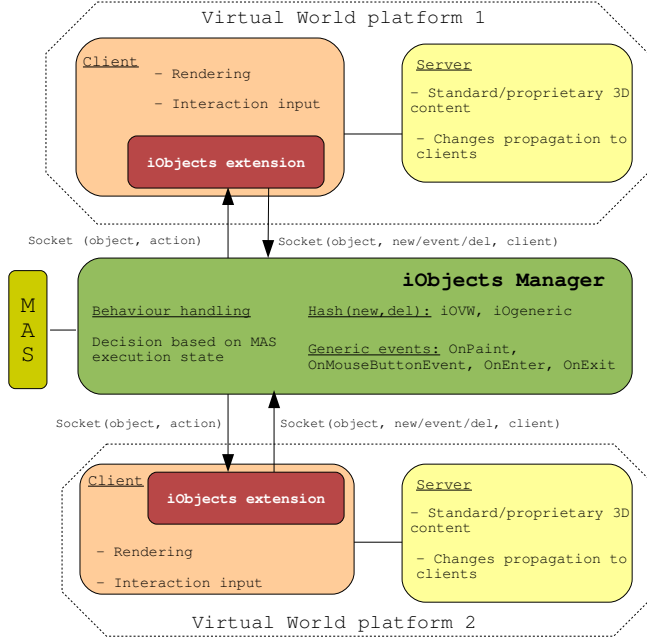 Virtual World platform 1
Client
- Rendering
- Interaction input
iObjects extension
Server
- Standard/proprietary 3D
content
- Changes propagation to
clients
Socket (object, action)
Socket(object, new/event/del, client)
M
A
S
iObjects Manager
Behaviour handling
Decision based on MAS
execution state
Hash(new,del): iOVW, iOgeneric
Generic events: OnPaint,
OnMouseButtonEvent, OnEnter, OnExit
Socket(object, action)
Socket(object, new/event/del, client)
Client
iObjects extension
- Rendering
- Interaction input
Server
- Standard/proprietary 3D
content
- Changes propagation to
clients
Virtual World platform 2